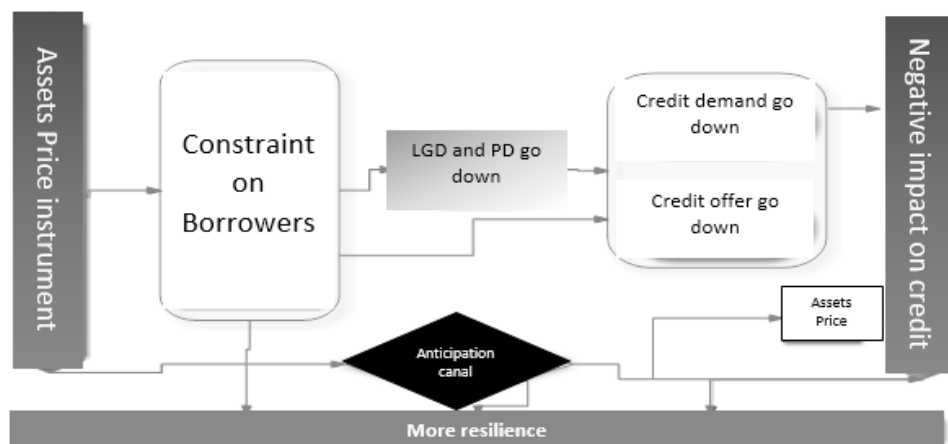 Assets Price instrument
Constraint
on
Borrowers
LGD and PD go
down
Credit demand go
down
Credit offer go
down
Negative impact on credit
Assets
Price
Anticipation
canal
More resilience